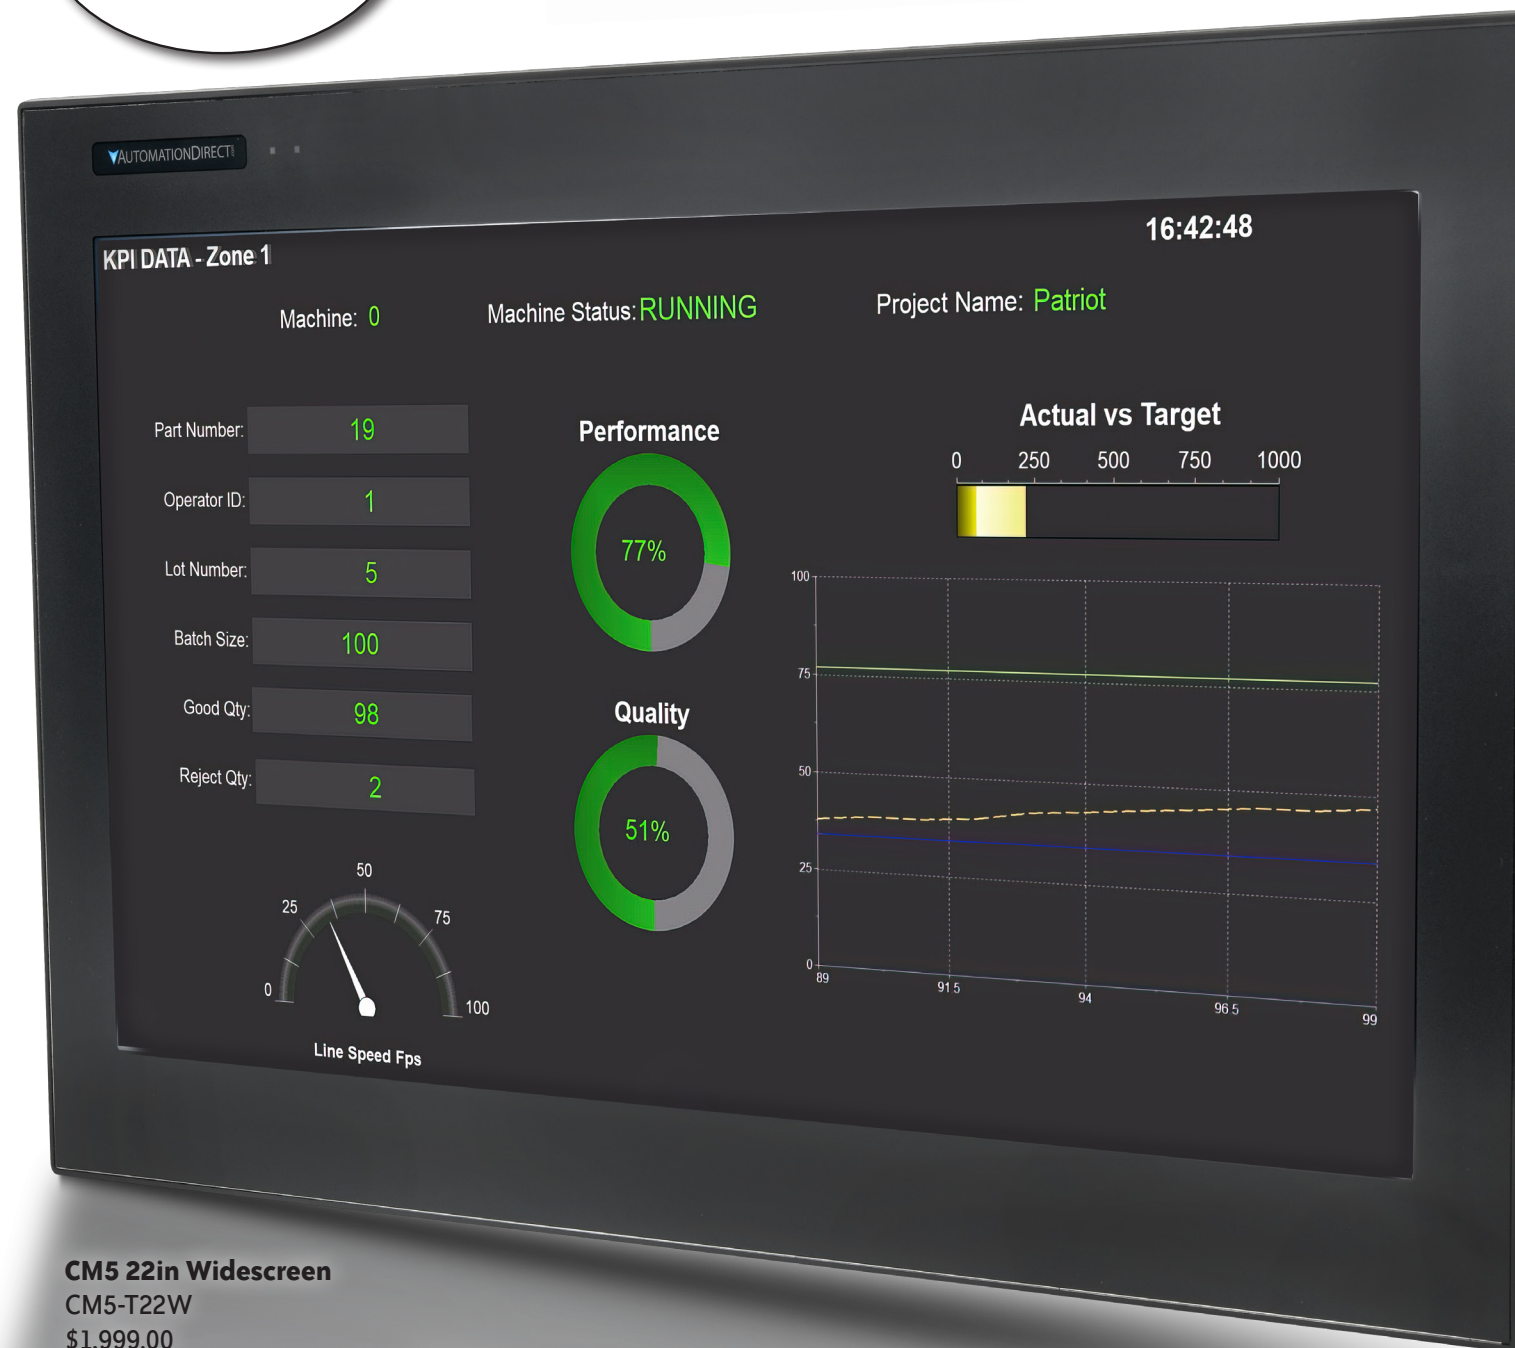 AUTOMATIONDIRECT
KPI DATA - Zone 1
16:42:48
Machine: 0
Machine Status: RUNNING
Project Name: Patriot
Part Number: 19
Operator ID: 1
Lot Number: 5
Batch Size: 100
Good Qty: 98
Reject Qty: 2
0
25
50
75
100
Line Speed Fps
Performance
77%
Quality
51%
Actual vs Target
0 250 500 750 1000
100
75
50
25
0
89 91.5 94 96.5 99
CM5 22in Widescreen
CM5-T22W
$1,999.00